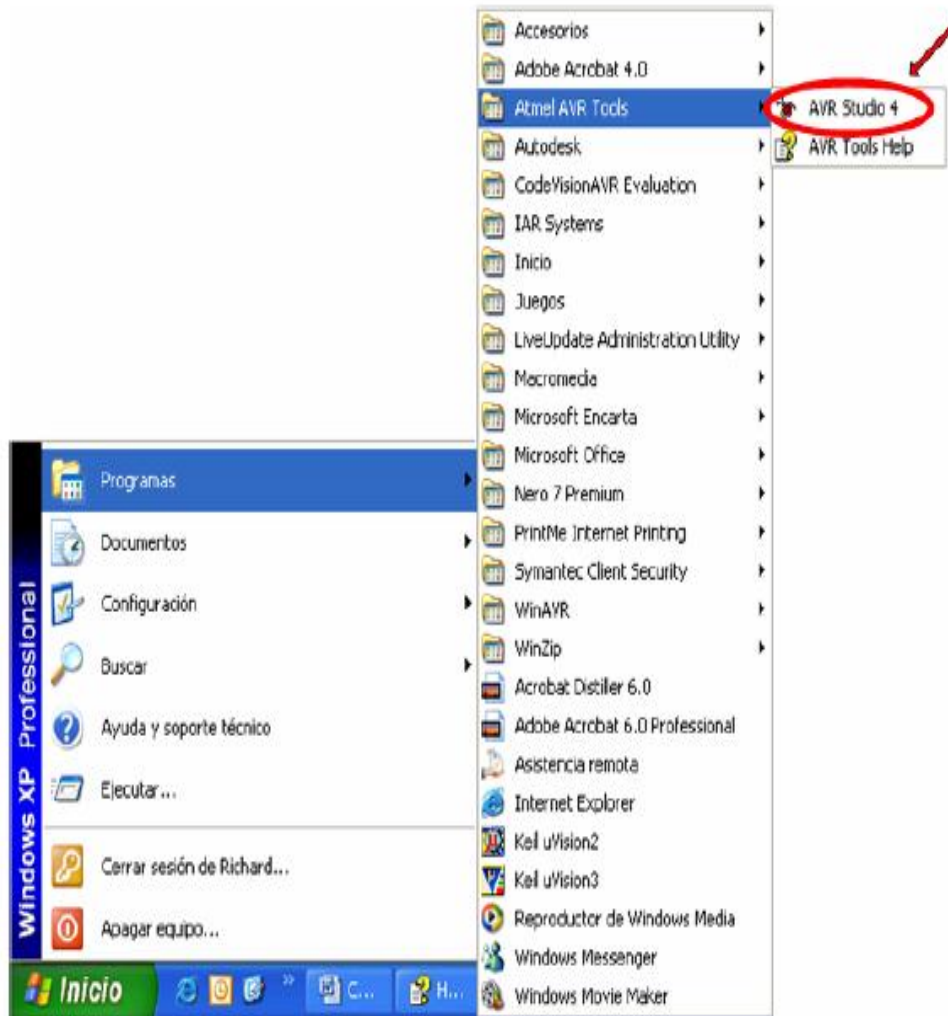 Accesorios
Adobe Acrobat 4.0
Atmel AVR Tools
Autodesk
CodeVisionAVR Evaluation
IAR Systems
Inicio
Juegos
LiveUpdate Administration Utility
Macromedia
Microsoft Encarta
Microsoft Office
Nero 7 Premium
PrintMe Internet Printing
Symantec Client Security
WinAVR
WinZip
Acrobat Distiller 6.0
Adobe Acrobat 6.0 Professional
Asistencia remota
Internet Explorer
Keil uVision2
Keil uVision3
Reproductor de Windows Media
Windows Messenger
Windows Movie Maker
AVR Studio 4
AVR Tools Help
Programas
Documentos
Configuración
Buscar
Ayuda y soporte técnico
Ejecutar...
Cerrar sesión de Richard...
Apagar equipo...
Windows XP Professional
Inicio
»
C...
H...